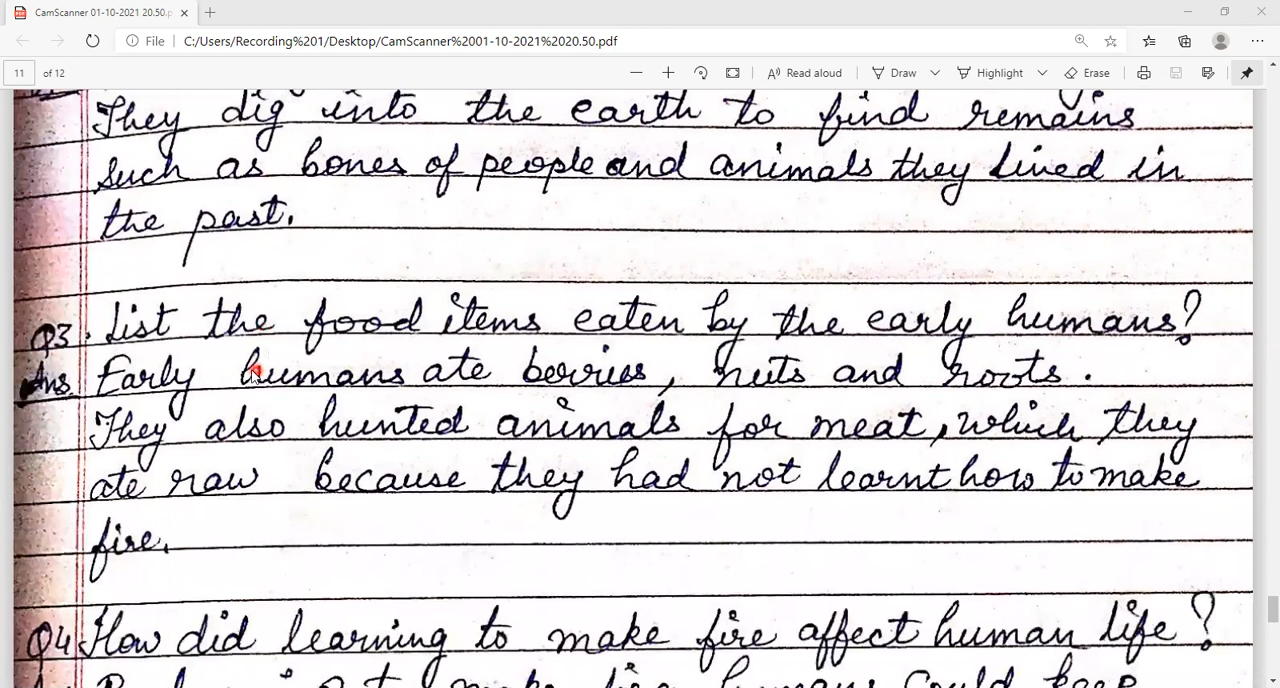 CamScanner 01-10-2021 20.50.p
File C:/Users/Recording%201/Desktop/CamScanner%2001-10-2021%2020.50.pdf
11 of 12 Read aloud Draw Highlight Erase
They dig into the earth to find remains
such as bones of people and animals they lived in
the past.
Q3. List the food items eaten by the early humans?
Ans. Early humans ate berries, nuts and roots.
They also hunted animals for meat, which they
ate raw because they had not learnt how to make
fire.
Q4 How did learning to make fire affect human life?
make humans could keep